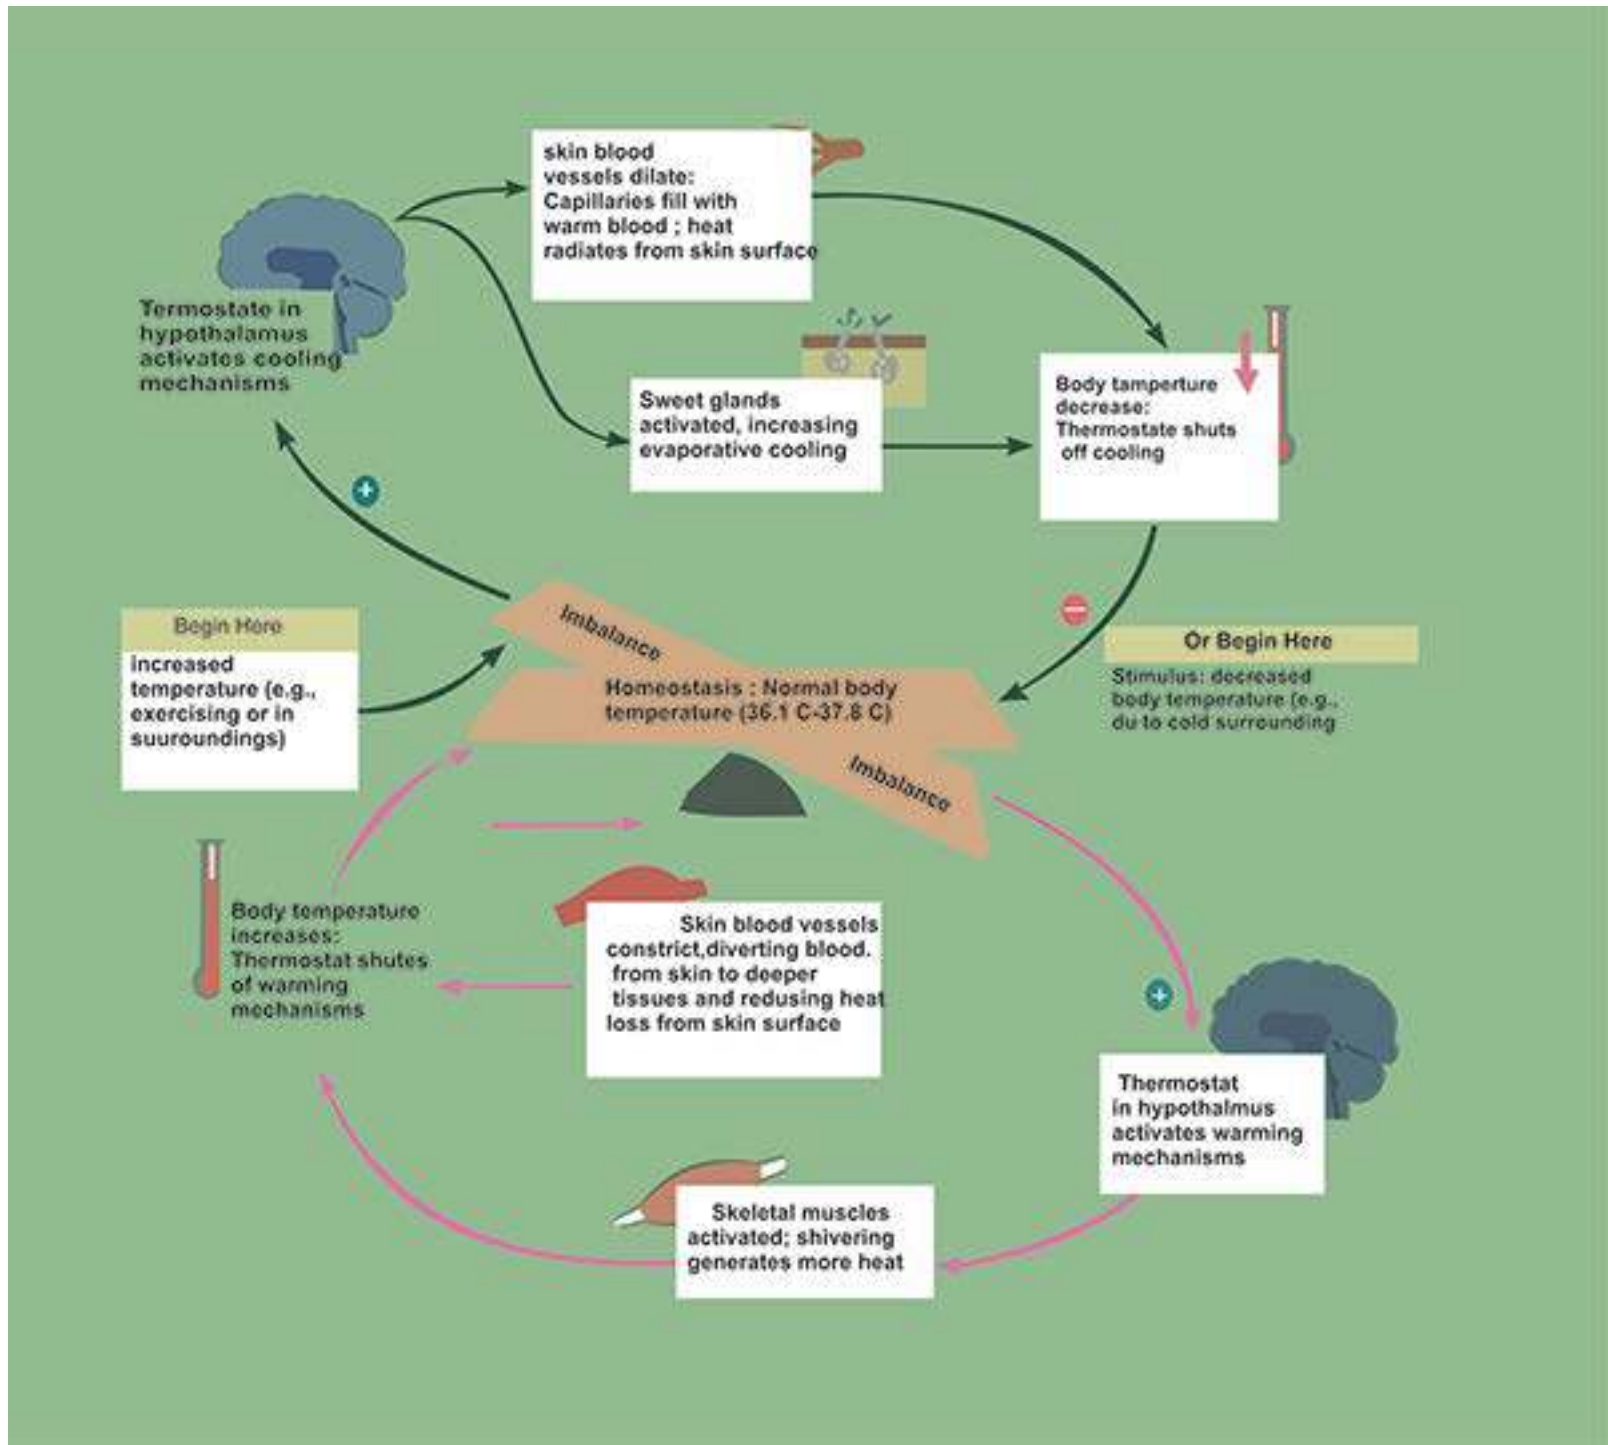 skin blood
vessels dilate:
Capillaries fill with
warm blood ; heat
radiates from skin surface
Termostate in
hypothalamus
activates cooling
mechanisms
Sweet glands
activated, increasing
evaporative cooling
Body tamperture
decrease:
Thermostate shuts
off cooling
Begin Here
increased
temperature (e.g.,
exercising or in
suuroundings)
Imbalance
Homeostasis : Normal body
temperature (36.1 C-37.8 C)
Imbalance
Or Begin Here
Stimulus: decreased
body temperature (e.g.,
du to cold surrounding
Body temperature
increases:
Thermostat shutes
of warming
mechanisms
Skin blood vessels
constrict,diverting blood.
from skin to deeper
tissues and redusing heat
loss from skin surface
Thermostat
in hypothalmus
activates warming
mechanisms
Skeletal muscles
activated; shivering
generates more heat